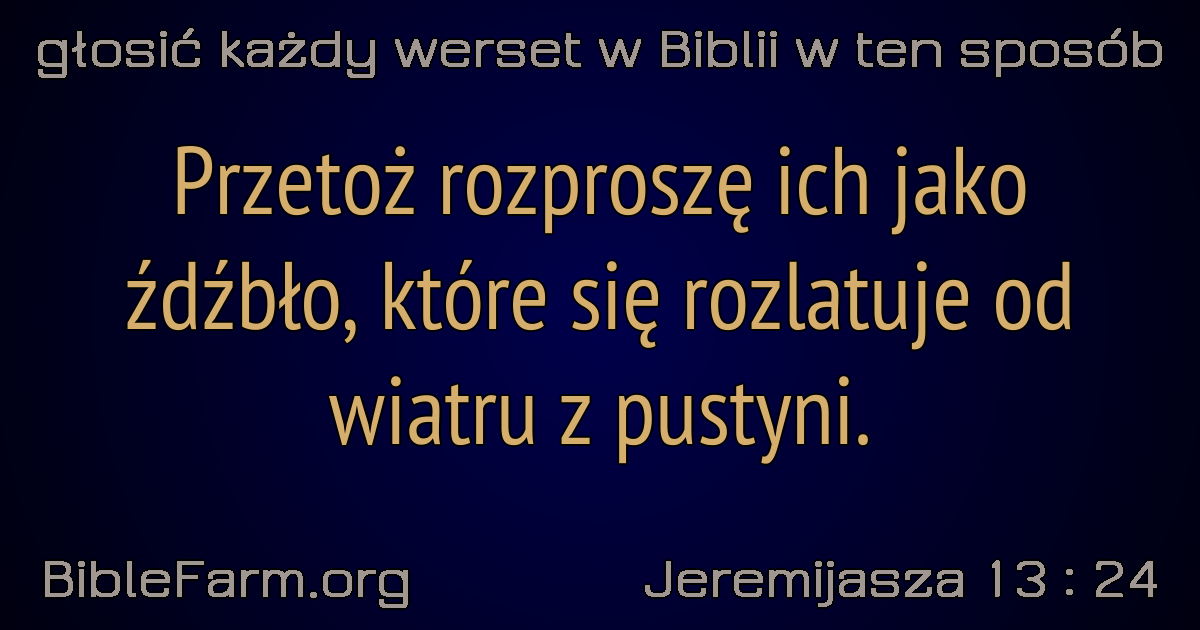 głosić każdy werset w Biblii w ten sposób
Przetoż rozproszę ich jako
źdźbło, które się rozlatuje od
wiatru z pustyni.
BibleFarm.org
Jeremijasza 13 : 24